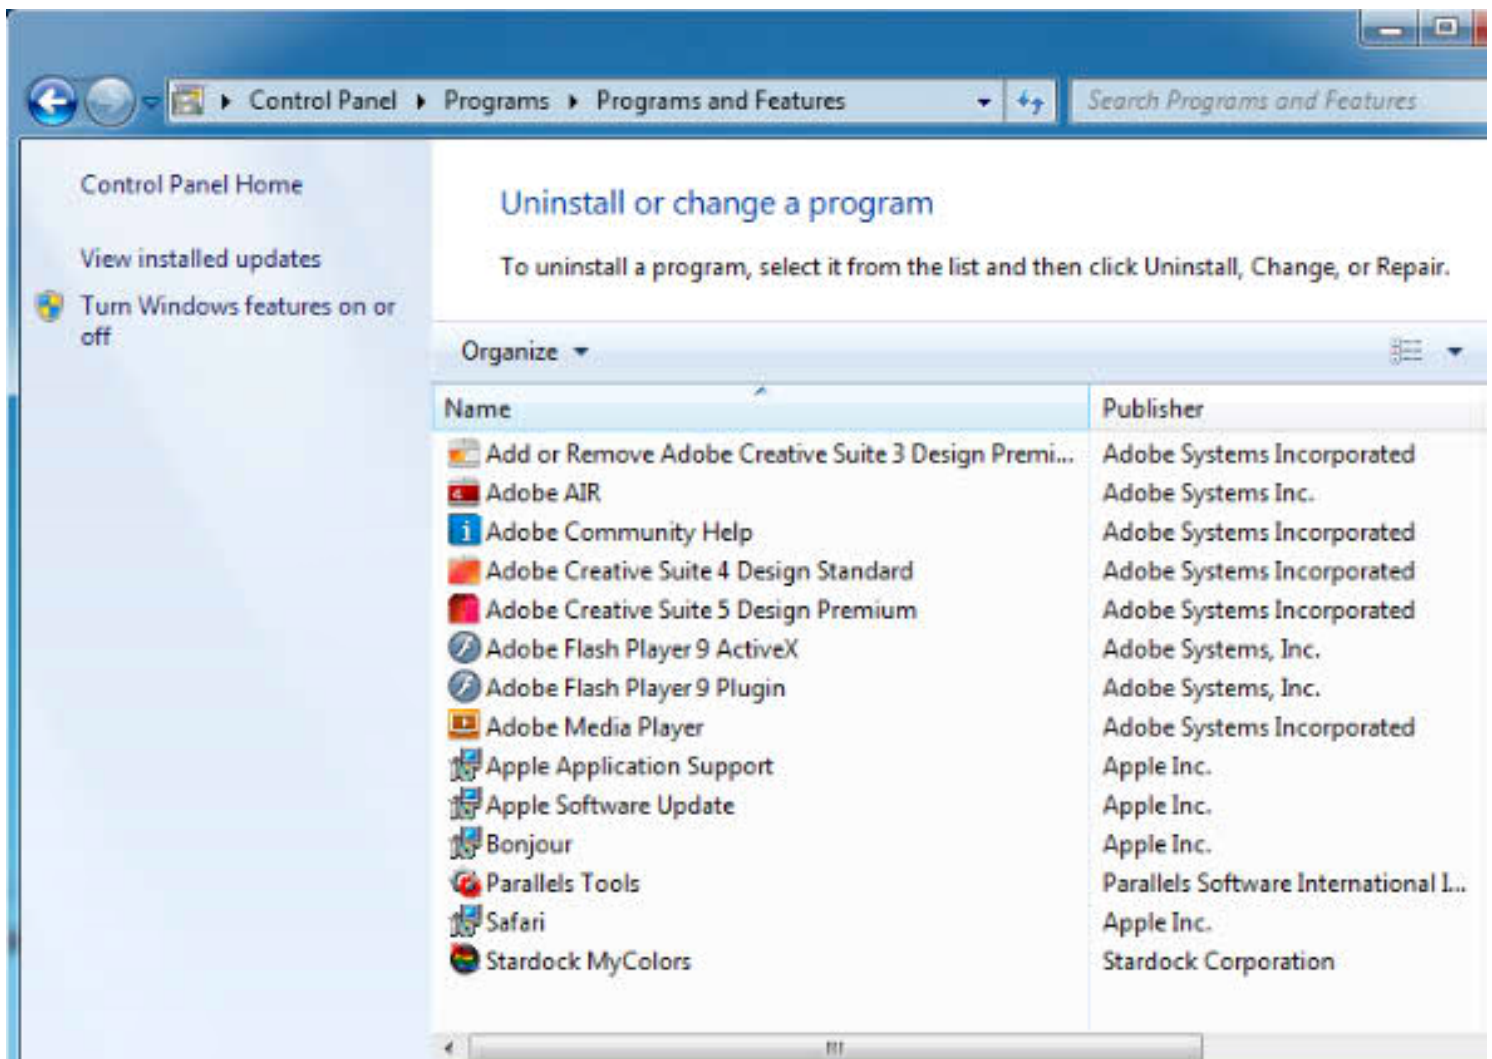 Control Panel Programs Programs and Features
Search Programs and Features
Control Panel Home
View installed updates
Turn Windows features on or
off
Uninstall or change a program
To uninstall a program, select it from the list and then click Uninstall, Change, or Repair.
Organize
Name Publisher
Add or Remove Adobe Creative Suite 3 Design Premi... Adobe Systems Incorporated
Adobe AIR Adobe Systems Inc.
Adobe Community Help Adobe Systems Incorporated
Adobe Creative Suite 4 Design Standard Adobe Systems Incorporated
Adobe Creative Suite 5 Design Premium Adobe Systems Incorporated
Adobe Flash Player 9 ActiveX Adobe Systems, Inc.
Adobe Flash Player 9 Plugin Adobe Systems, Inc.
Adobe Media Player Adobe Systems Incorporated
Apple Application Support Apple Inc.
Apple Software Update Apple Inc.
Bonjour Apple Inc.
Parallels Tools Parallels Software International I...
Safari Apple Inc.
Stardock MyColors Stardock Corporation